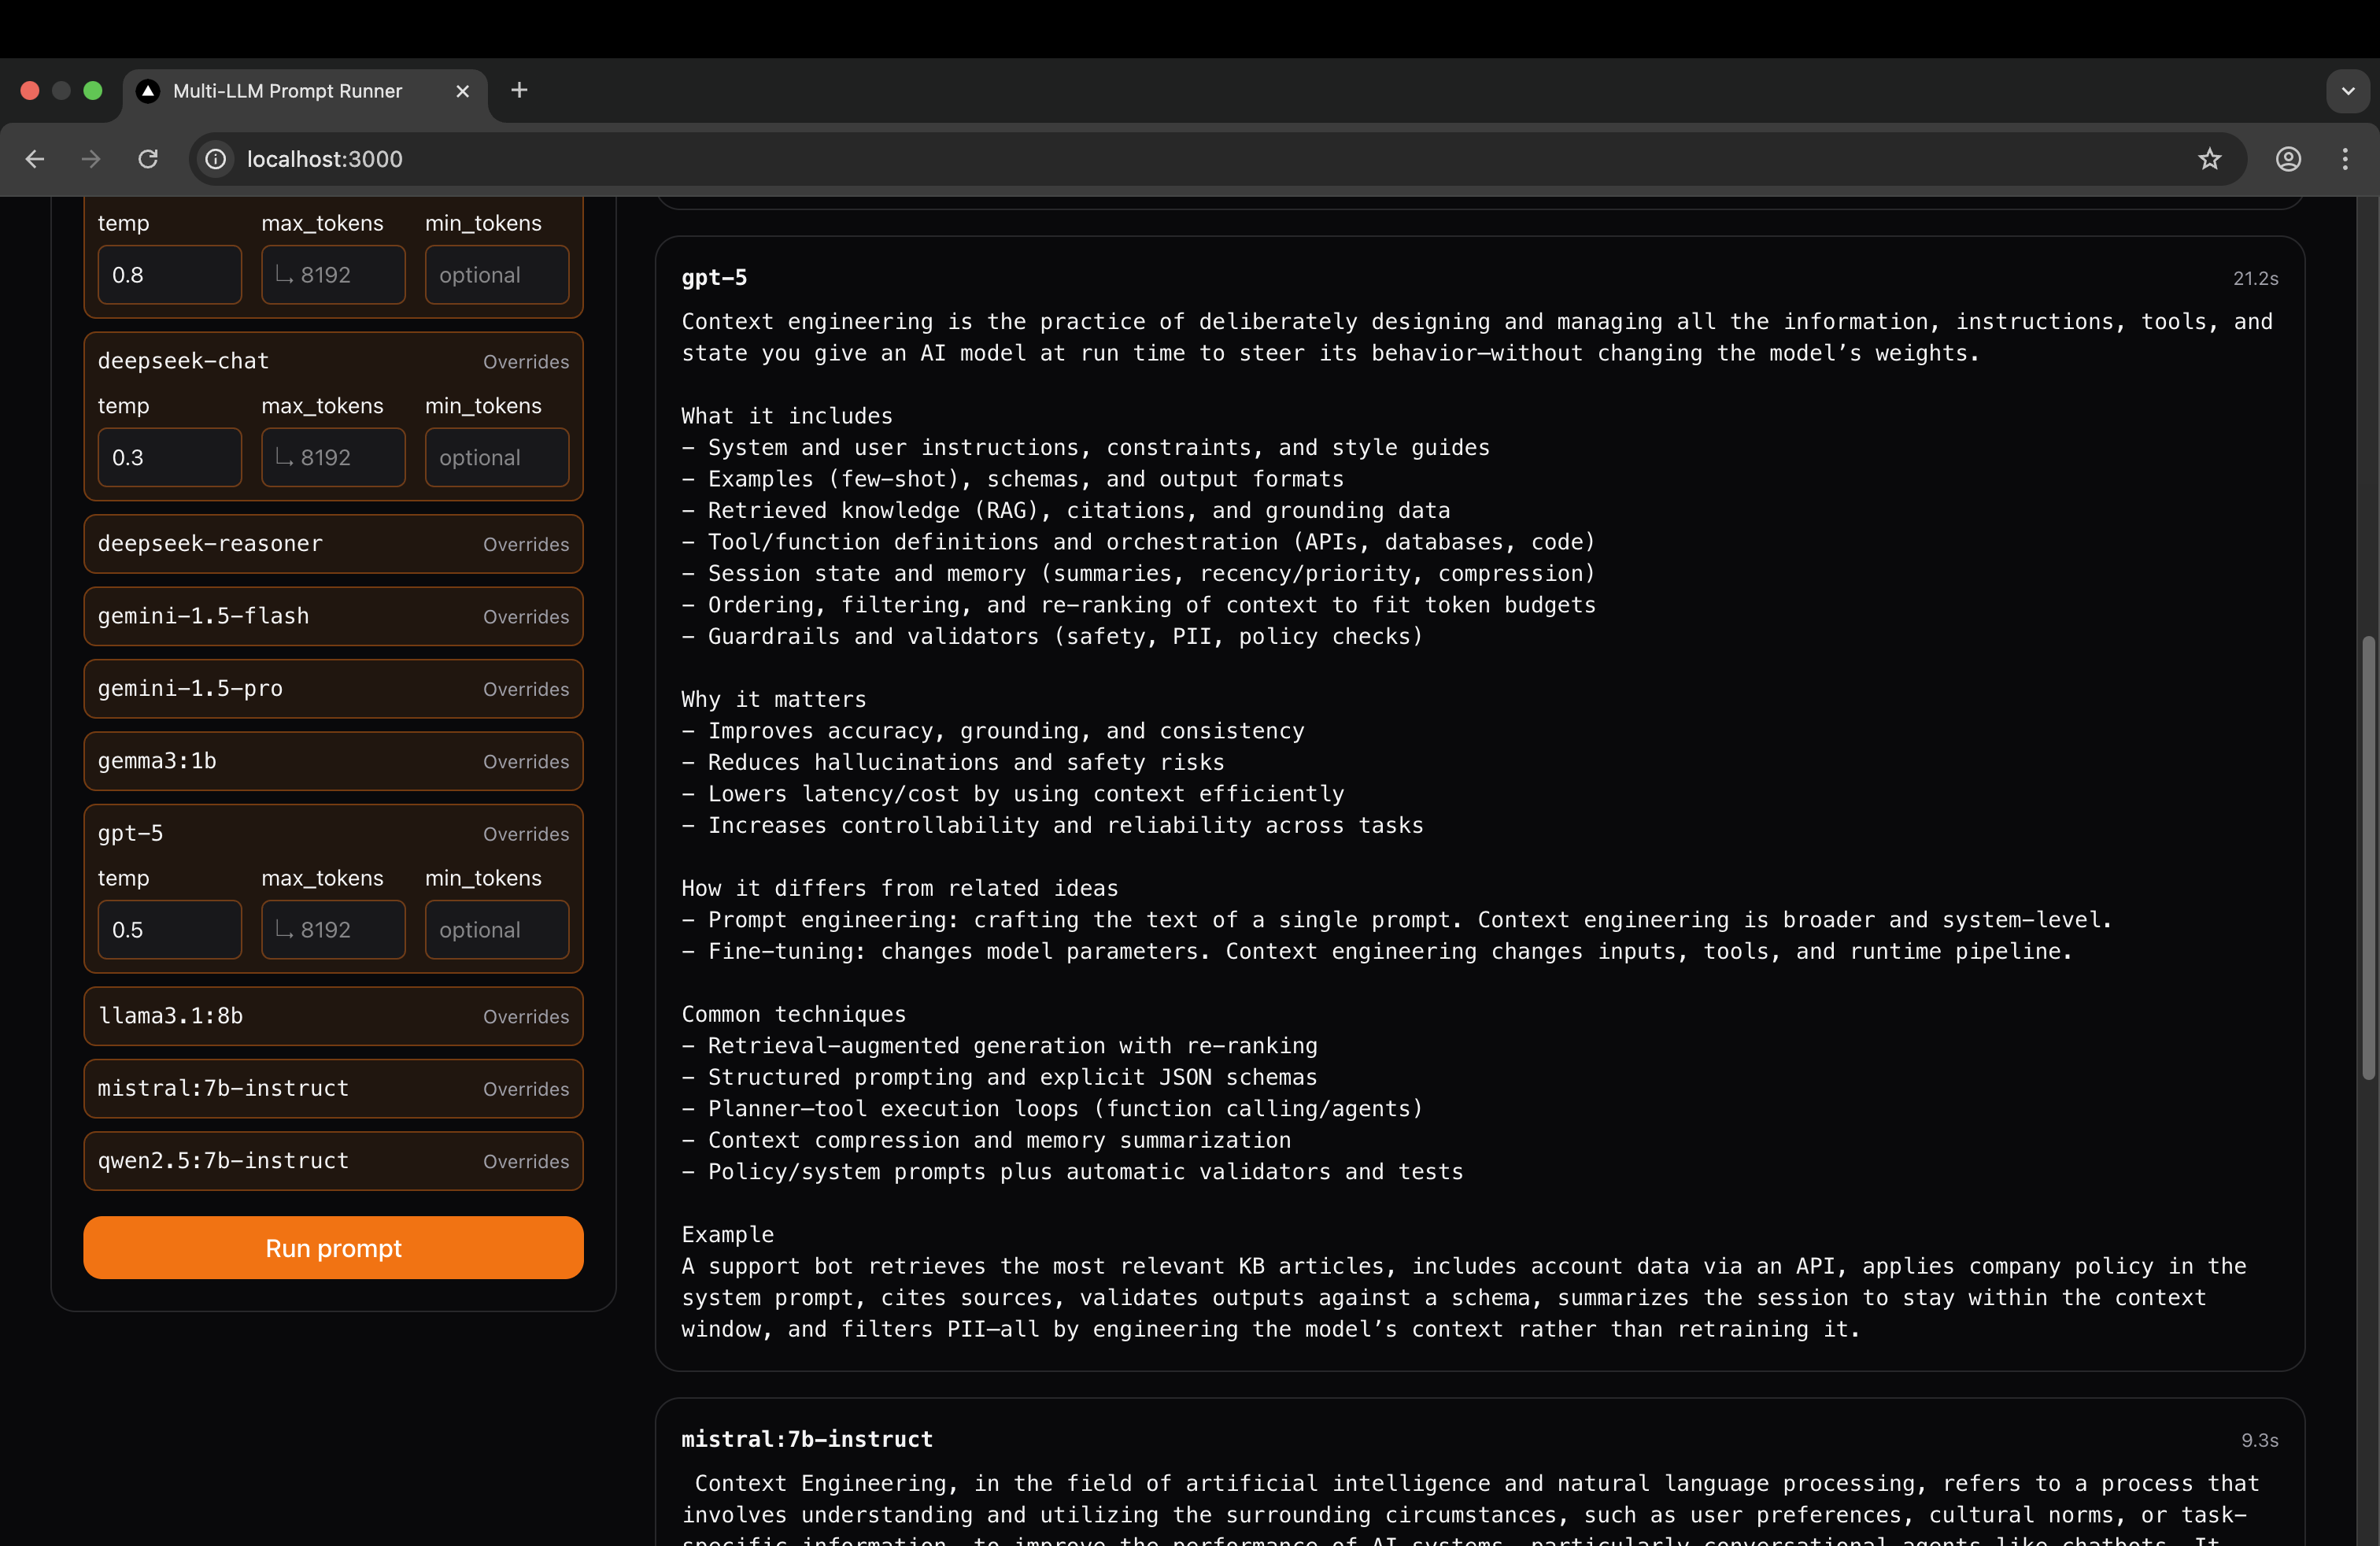 Multi-LLM Prompt Runner
localhost:3000
temp max_tokens min_tokens
0.8 8192 optional
deepseek-chat Overrides
temp max_tokens min_tokens
0.3 8192 optional
deepseek-reasoner Overrides
gemini-1.5-flash Overrides
gemini-1.5-pro Overrides
gemma3:1b Overrides
gpt-5 Overrides
temp max_tokens min_tokens
0.5 8192 optional
llama3.1:8b Overrides
mistral:7b-instruct Overrides
qwen2.5:7b-instruct Overrides
Run prompt
gpt-5 21.2s
Context engineering is the practice of deliberately designing and managing all the information, instructions, tools, and
state you give an AI model at run time to steer its behavior—without changing the model’s weights.
What it includes
- System and user instructions, constraints, and style guides
- Examples (few-shot), schemas, and output formats
- Retrieved knowledge (RAG), citations, and grounding data
- Tool/function definitions and orchestration (APIs, databases, code)
- Session state and memory (summaries, recency/priority, compression)
- Ordering, filtering, and re-ranking of context to fit token budgets
- Guardrails and validators (safety, PII, policy checks)
Why it matters
- Improves accuracy, grounding, and consistency
- Reduces hallucinations and safety risks
- Lowers latency/cost by using context efficiently
- Increases controllability and reliability across tasks
How it differs from related ideas
- Prompt engineering: crafting the text of a single prompt. Context engineering is broader and system-level.
- Fine-tuning: changes model parameters. Context engineering changes inputs, tools, and runtime pipeline.
Common techniques
- Retrieval-augmented generation with re-ranking
- Structured prompting and explicit JSON schemas
- Planner–tool execution loops (function calling/agents)
- Context compression and memory summarization
- Policy/system prompts plus automatic validators and tests
Example
A support bot retrieves the most relevant KB articles, includes account data via an API, applies company policy in the
system prompt, cites sources, validates outputs against a schema, summarizes the session to stay within the context
window, and filters PII—all by engineering the model’s context rather than retraining it.
mistral:7b-instruct 9.3s
Context Engineering, in the field of artificial intelligence and natural language processing, refers to a process that
involves understanding and utilizing the surrounding circumstances, such as user preferences, cultural norms, or task-
specific information, to improve the performance of AI systems, particularly conversational agents like chatbots. It